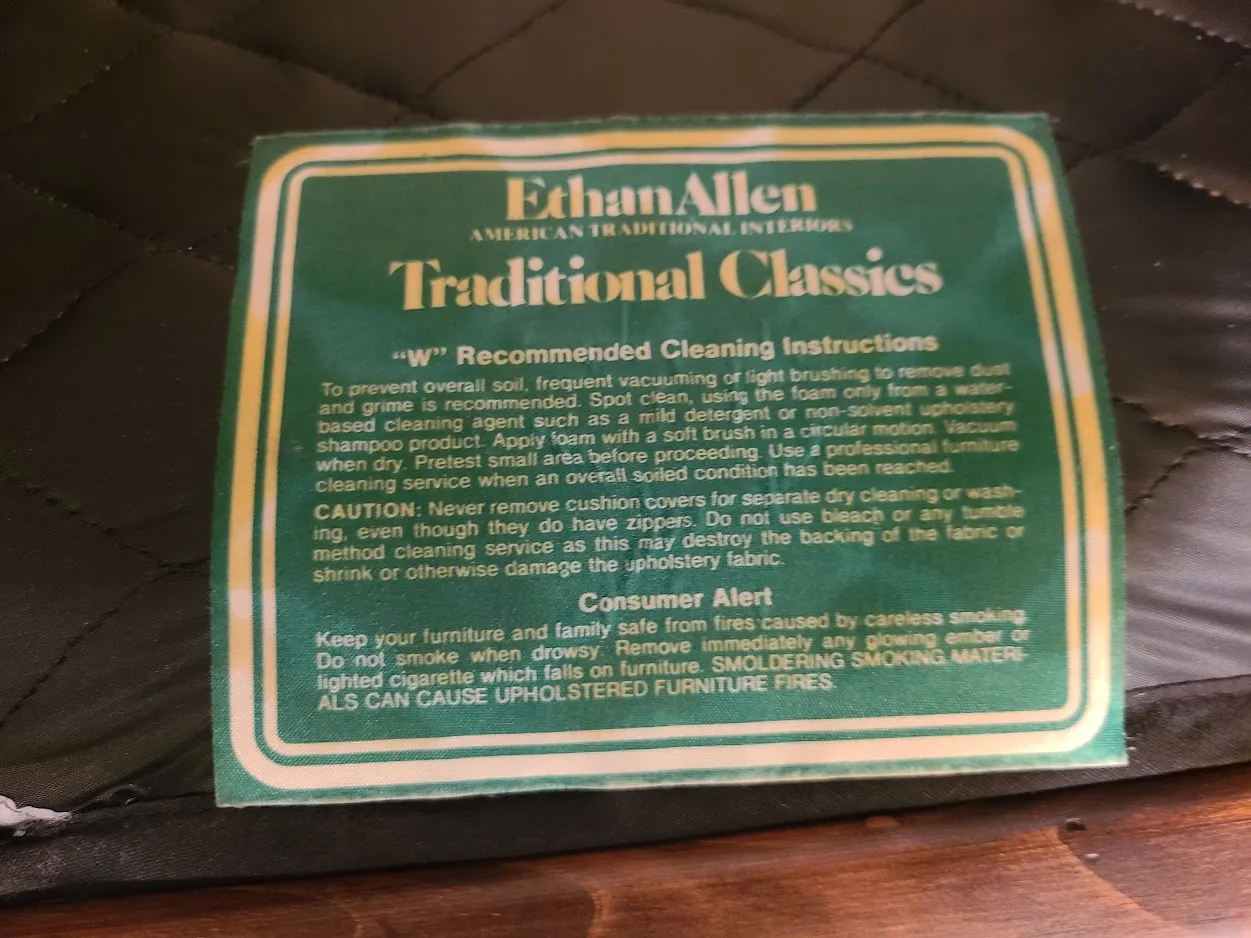 Ethan Allen
AMERICAN TRADITIONAL INTERIORS
Traditional Classics
“W” Recommended Cleaning Instructions
To prevent overall soil, frequent vacuuming or light brushing to remove dust
and grime is recommended. Spot clean, using the foam only from a water-
based cleaning agent such as a mild detergent or non-solvent upholstery
shampoo product. Apply foam with a soft brush in a circular motion. Vacuum
when dry. Pretest small area before proceeding. Use a professional furniture
cleaning service when an overall soiled condition has been reached.
CAUTION: Never remove cushion covers for separate dry cleaning or wash-
ing, even though they do have zippers. Do not use bleach or any tumble
method cleaning service as this may destroy the backing of the fabric or
shrink or otherwise damage the upholstery fabric.
Consumer Alert
Keep your furniture and family safe from fires caused by careless smoking
Do not smoke when drowsy. Remove immediately any glowing ember or
lighted cigarette which falls on furniture. SMOLDERING SMOKING MATERI-
ALS CAN CAUSE UPHOLSTERED FURNITURE FIRES.